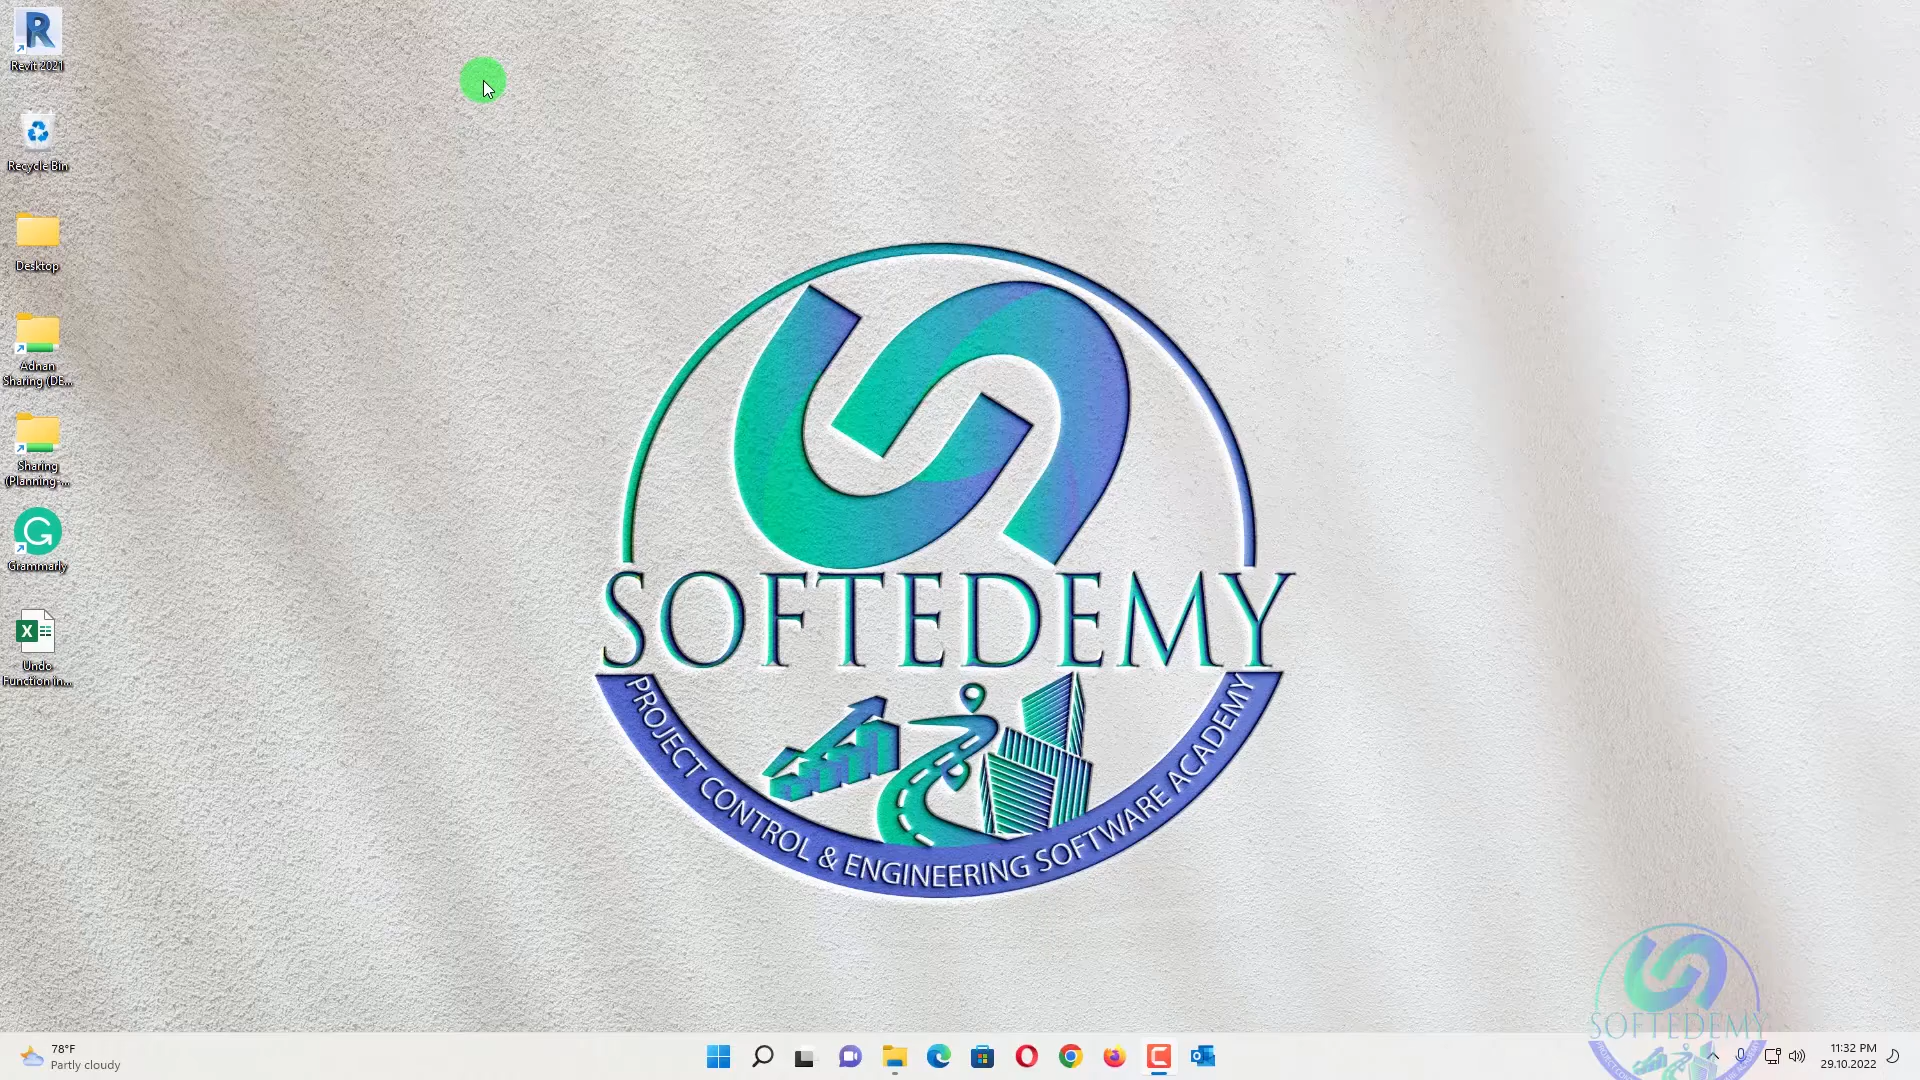 Revit 2021
Recycle Bin
Desktop
Adnan
Sharing (DE...
Sharing
(Planning-...
Grammarly
Undo
Function in...
SOFTEDEMY
PROJECT CONTROL & ENGINEERING SOFTWARE ACADEMY
SOFTEDEMY
78°F
Partly cloudy
11:32 PM
29.10.2022